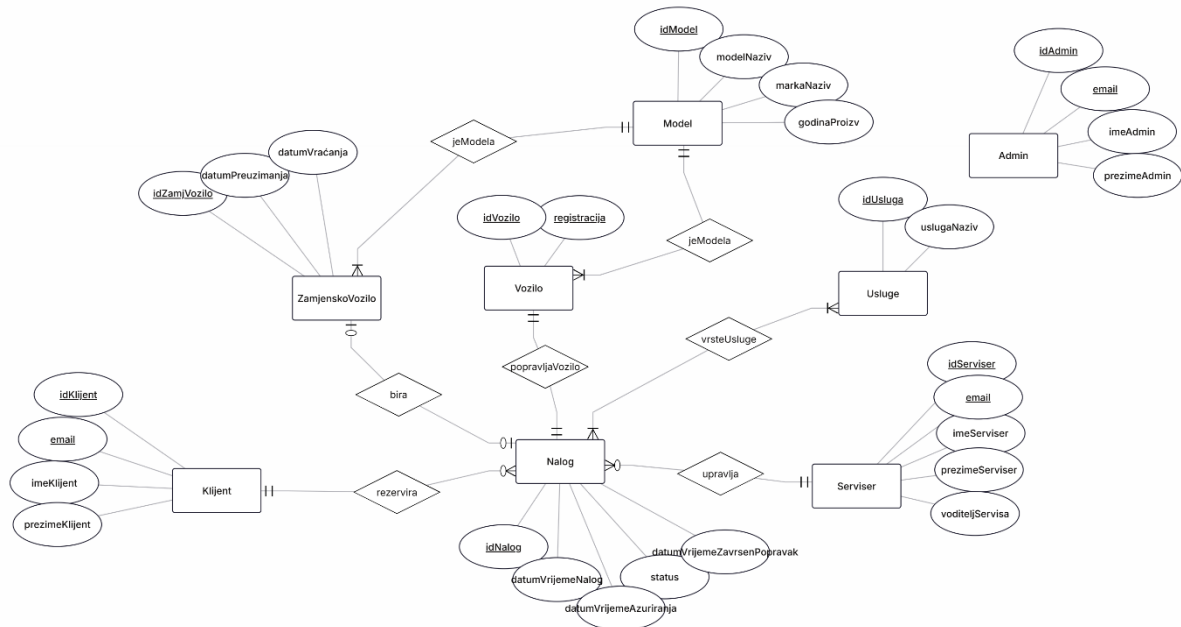 idModel
modelNaziv
markaNaziv
godinaProizv
Model
idAdmin
email
imeAdmin
prezimeAdmin
Admin
jeModela
datumVraćanja
datumPreuzimanja
idZamjVozilo
ZamjenskoVozilo
idVozilo
registracija
Vozilo
jeModela
idUsluga
uslugaNaziv
Usluge
vrsteUsluge
popravljaVozilo
bira
idKlijent
email
imeKlijent
prezimeKlijent
Klijent
rezervira
Nalog
upravlja
idServiser
email
imeServiser
prezimeServiser
voditeljServisa
Serviser
idNalog
datumVrijemeNalog
datumVrijemeAzuriranja
status
datumVrijemeZavrsenPopravak